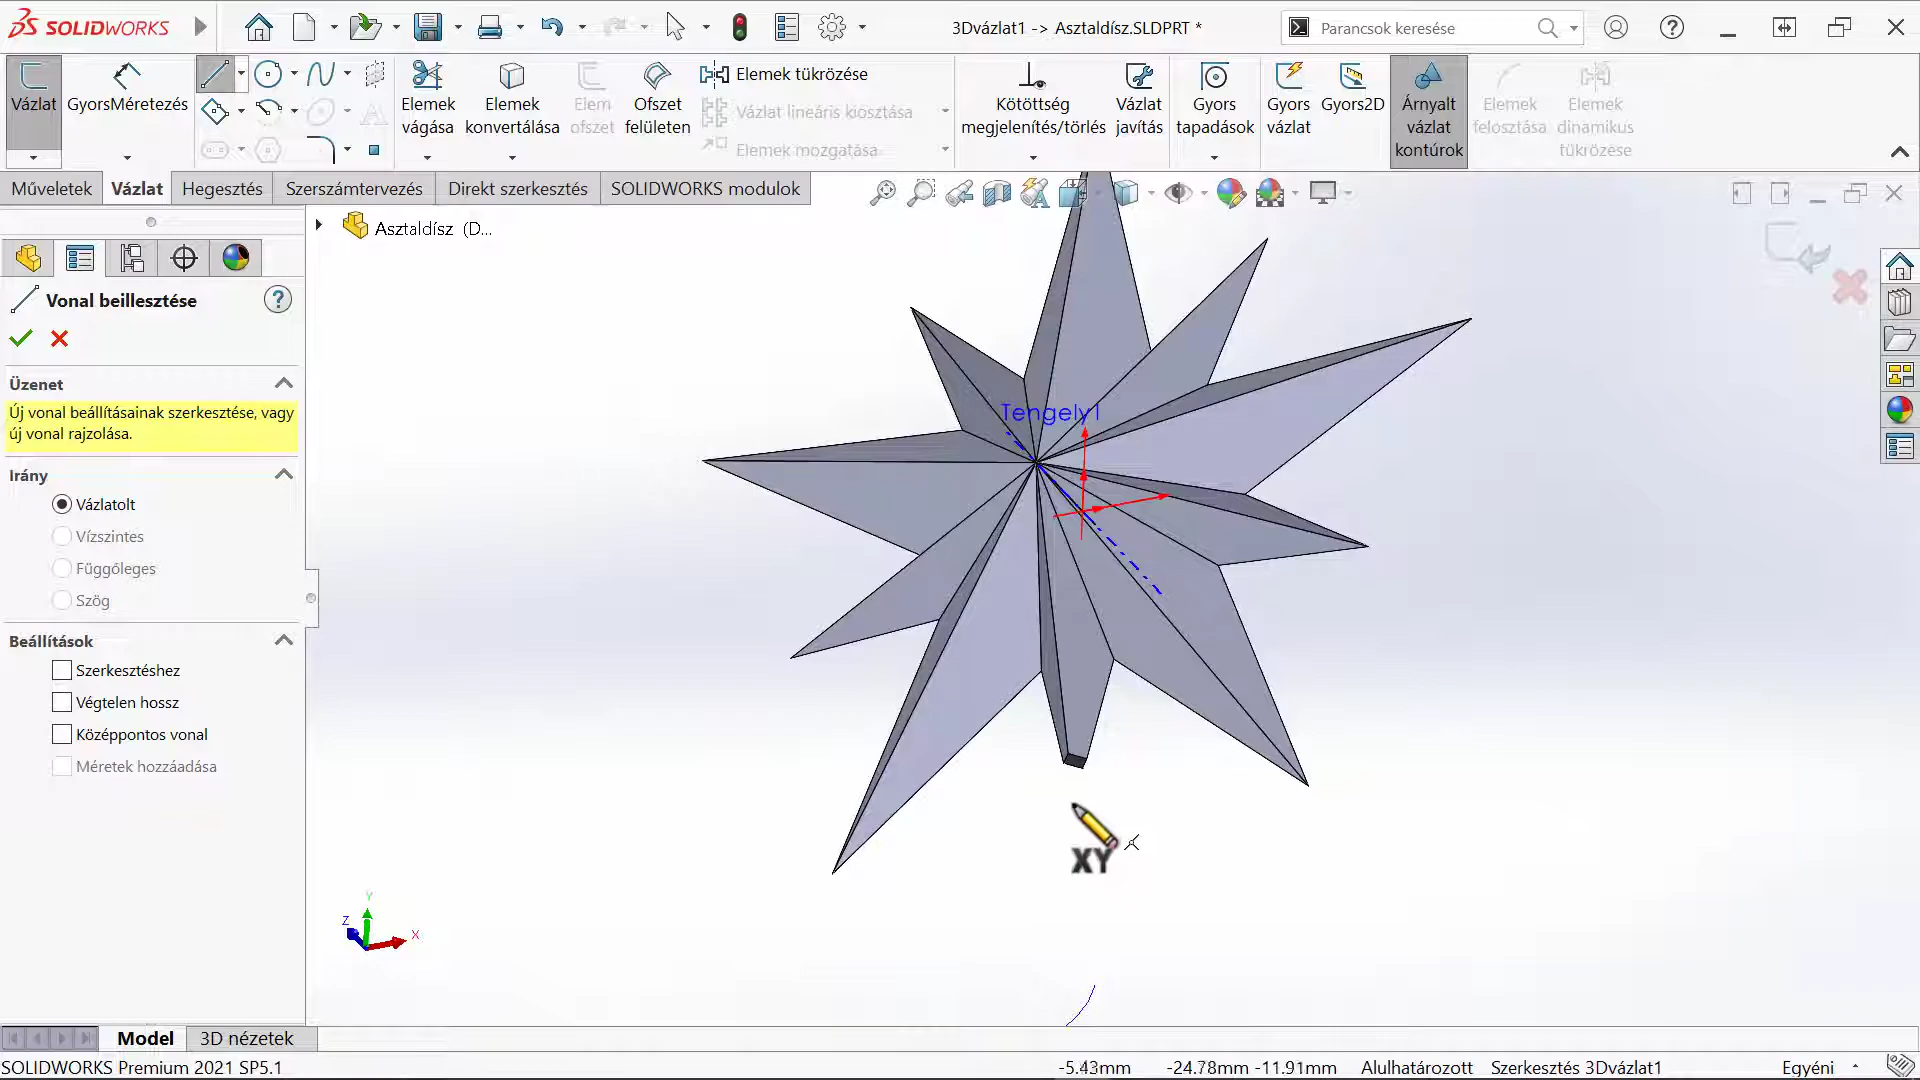 SOLIDWORKS
3Dvázlat1 -> Asztaldísz.SLDPRT *
Parancsok keresése
Vázlat
GyorsMéretezés
Elemek vágása
Elemek konvertálása
Elem ofszet
Ofszet felületen
Elemek tükrözése
Vázlat lineáris kiosztása
Elemek mozgatása
Kötöttség megjelenítés/törlés
Vázlat javítás
Gyors tapadások
Gyors vázlat
Gyors2D
Árnyalt vázlat kontúrok
Elemek felosztása
Elemek dinamikus tükrözése
Műveletek
Vázlat
Hegesztés
Szerszámtervezés
Direkt szerkesztés
SOLIDWORKS modulok
Asztaldísz (D...
Vonal beillesztése
Üzenet
Új vonal beállításainak szerkesztése, vagy
új vonal rajzolása.
Irány
Vázlatolt
Vízszintes
Függőleges
Szög
Beállítások
Szerkesztéshez
Végtelen hossz
Középpontos vonal
Méretek hozzáadása
Tengely1
XY
Y
Z
X
Model
3D nézetek
SOLIDWORKS Premium 2021 SP5.1
-5.43mm
-24.78mm -11.91mm
Alulhatározott
Szerkesztés 3Dvázlat1
Egyéni